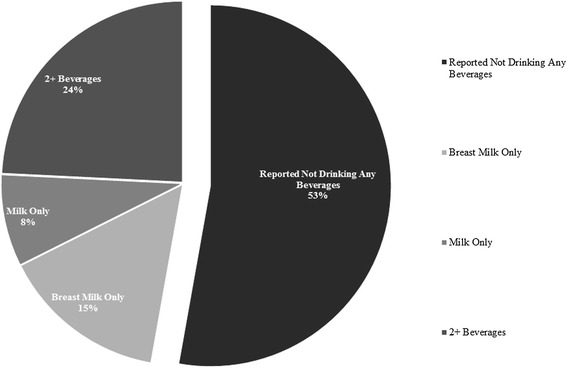 2+ Beverages
24%
Reported Not Drinking Any
Beverages
53%
Milk Only
8%
Breast Milk Only
15%
Reported Not Drinking Any
Beverages
Breast Milk Only
Milk Only
2+ Beverages